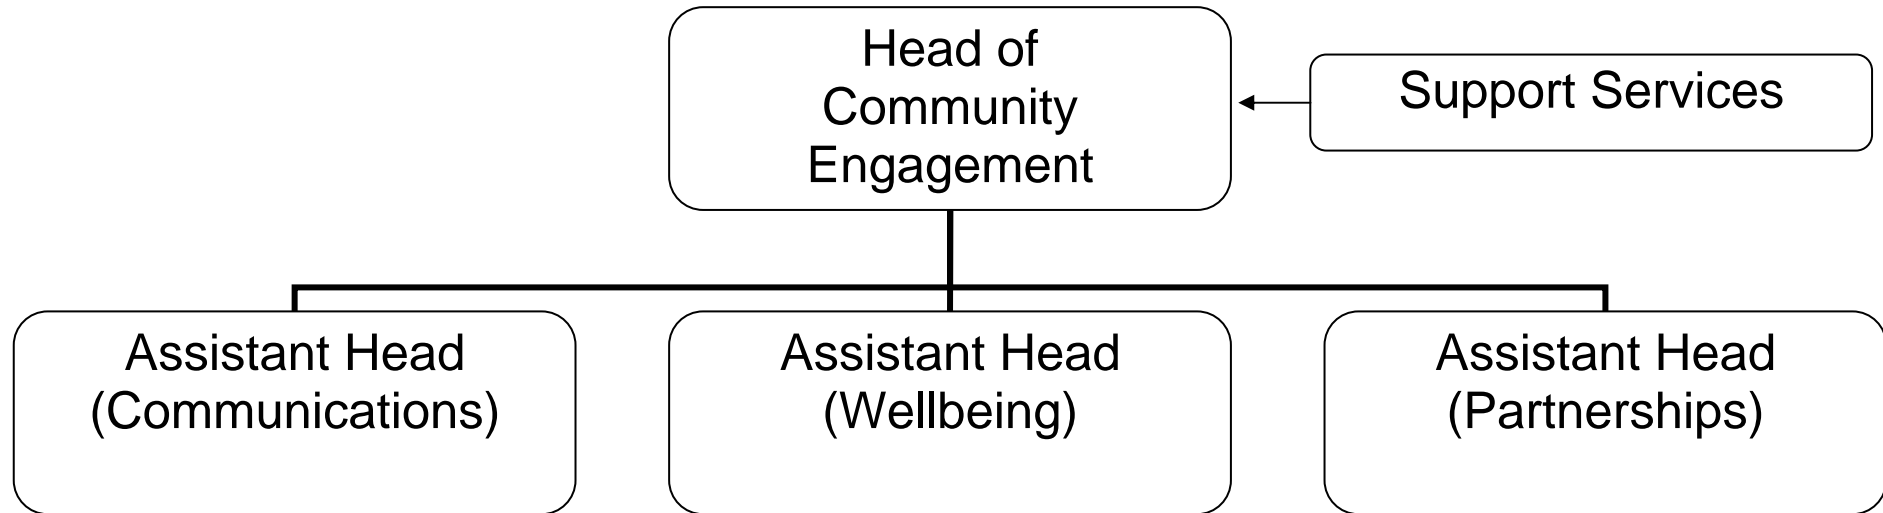 Head of
Community
Engagement
Support Services
Assistant Head
(Communications)
Assistant Head
(Wellbeing)
Assistant Head
(Partnerships)